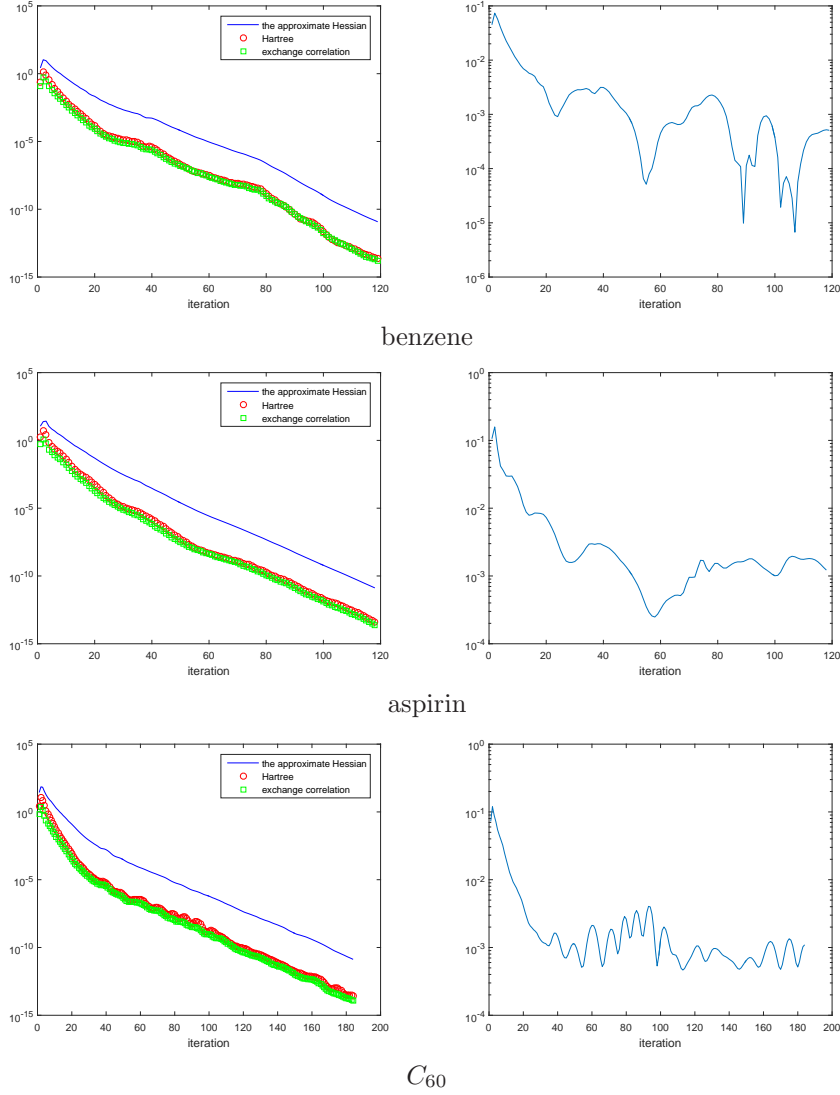 10^5
10^0
10^-5
10^-10
10^-15
0 20 40 60 80 100 120
iteration
the approximate Hessian
Hartree
exchange correlation
10^-1
10^-2
10^-3
10^-4
10^-5
10^-6
0 20 40 60 80 100 120
iteration
benzene
10^5
10^0
10^-5
10^-10
10^-15
0 20 40 60 80 100 120
iteration
the approximate Hessian
Hartree
exchange correlation
10^0
10^-1
10^-2
10^-3
10^-4
0 20 40 60 80 100 120
iteration
aspirin
10^5
10^0
10^-5
10^-10
10^-15
0 20 40 60 80 100 120 140 160 180 200
iteration
the approximate Hessian
Hartree
exchange correlation
10^0
10^-1
10^-2
10^-3
10^-4
0 20 40 60 80 100 120 140 160 180 200
iteration
C_60